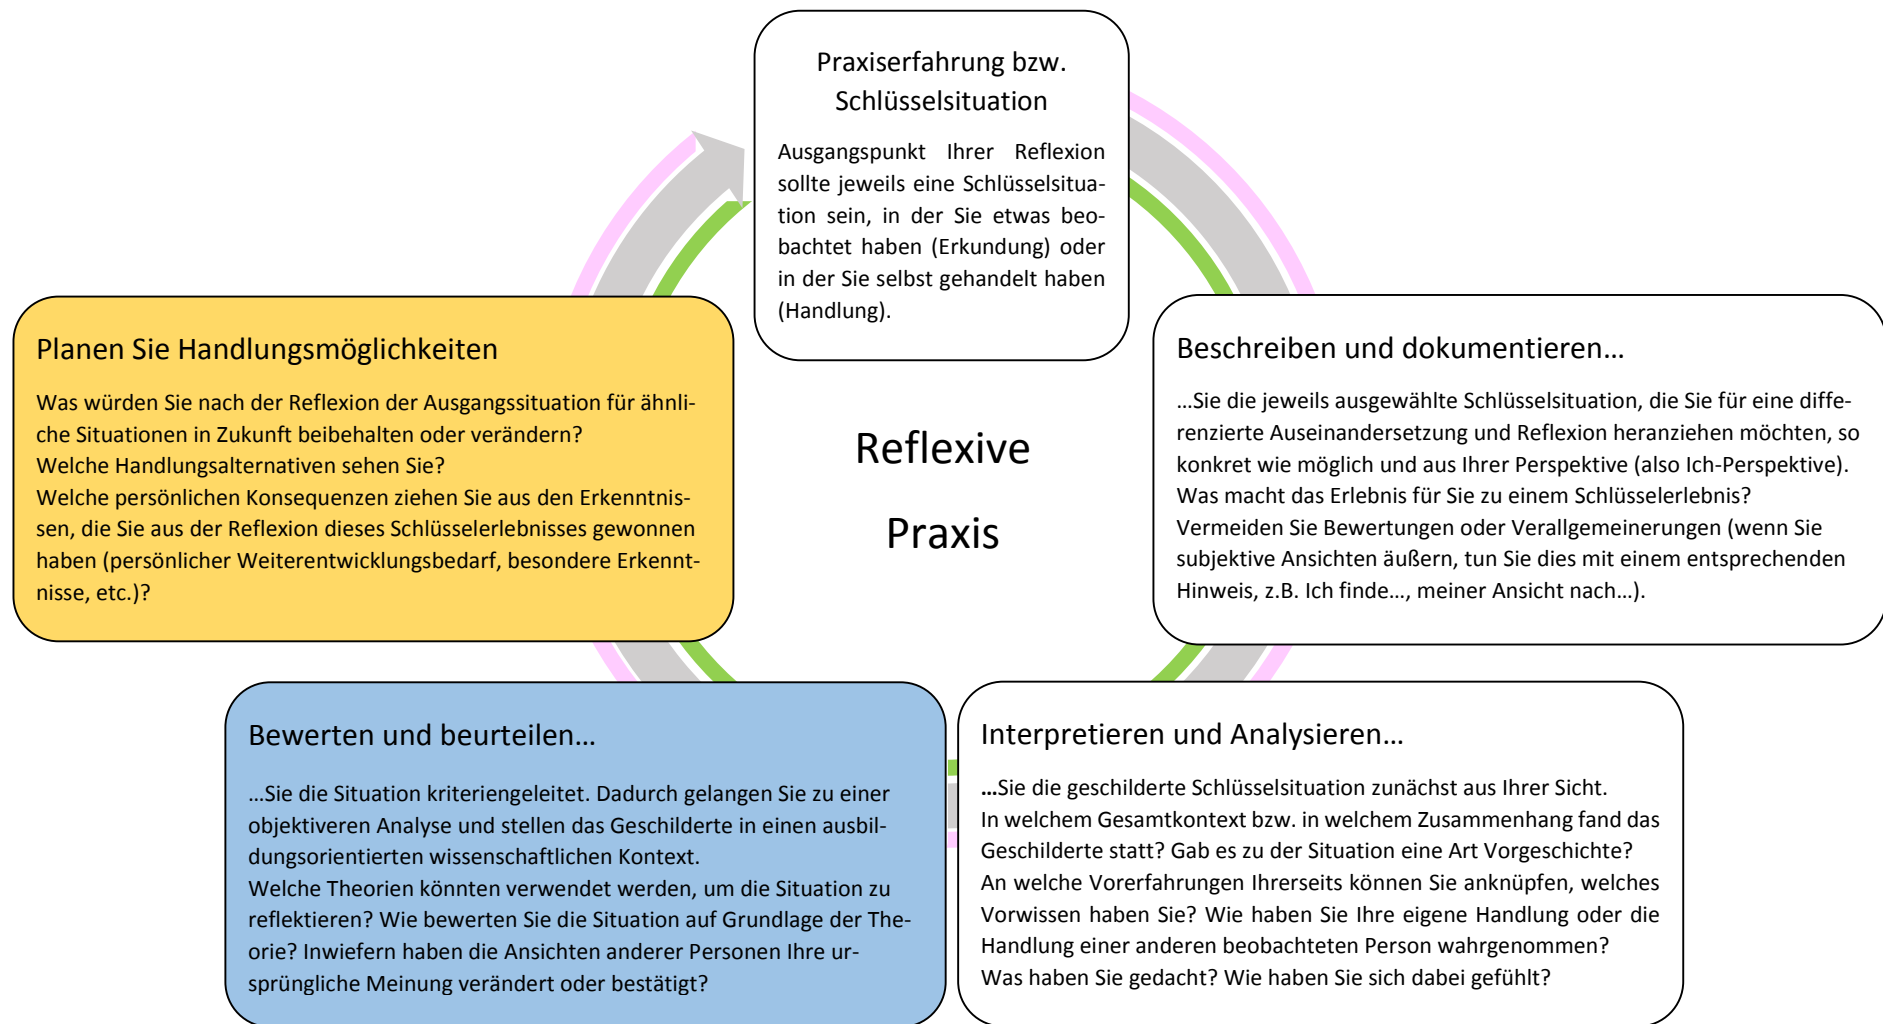 Praxiserfahrung bzw.
Schlüsselsituation
Ausgangspunkt Ihrer Reflexion
sollte jeweils eine Schlüsselsitua-
tion sein, in der Sie etwas beo-
bachtet haben (Erkundung) oder
in der Sie selbst gehandelt haben
(Handlung).
Beschreiben und dokumentieren…
…Sie die jeweils ausgewählte Schlüsselsituation, die Sie für eine diffe-
renzierte Auseinandersetzung und Reflexion heranziehen möchten, so
konkret wie möglich und aus Ihrer Perspektive (also Ich-Perspektive).
Was macht das Erlebnis für Sie zu einem Schlüsselerlebnis?
Vermeiden Sie Bewertungen oder Verallgemeinerungen (wenn Sie
subjektive Ansichten äußern, tun Sie dies mit einem entsprechenden
Hinweis, z.B. Ich finde…, meiner Ansicht nach…).
Interpretieren und Analysieren…
…Sie die geschilderte Schlüsselsituation zunächst aus Ihrer Sicht.
In welchem Gesamtkontext bzw. in welchem Zusammenhang fand das
Geschilderte statt? Gab es zu der Situation eine Art Vorgeschichte?
An welche Vorerfahrungen Ihrerseits können Sie anknüpfen, welches
Vorwissen haben Sie? Wie haben Sie Ihre eigene Handlung oder die
Handlung einer anderen beobachteten Person wahrgenommen?
Was haben Sie gedacht? Wie haben Sie sich dabei gefühlt?
Bewerten und beurteilen…
…Sie die Situation kriteriengeleitet. Dadurch gelangen Sie zu einer
objektiveren Analyse und stellen das Geschilderte in einen ausbil-
dungsorientierten wissenschaftlichen Kontext.
Welche Theorien könnten verwendet werden, um die Situation zu
reflektieren? Wie bewerten Sie die Situation auf Grundlage der The-
orie? Inwiefern haben die Ansichten anderer Personen Ihre ur-
sprüngliche Meinung verändert oder bestätigt?
Planen Sie Handlungsmöglichkeiten
Was würden Sie nach der Reflexion der Ausgangssituation für ähnli-
che Situationen in Zukunft beibehalten oder verändern?
Welche Handlungsalternativen sehen Sie?
Welche persönlichen Konsequenzen ziehen Sie aus den Erkenntnis-
sen, die Sie aus der Reflexion dieses Schlüsselerlebnisses gewonnen
haben (persönlicher Weiterentwicklungsbedarf, besondere Erkennt-
nisse, etc.)?
Reflexive
Praxis